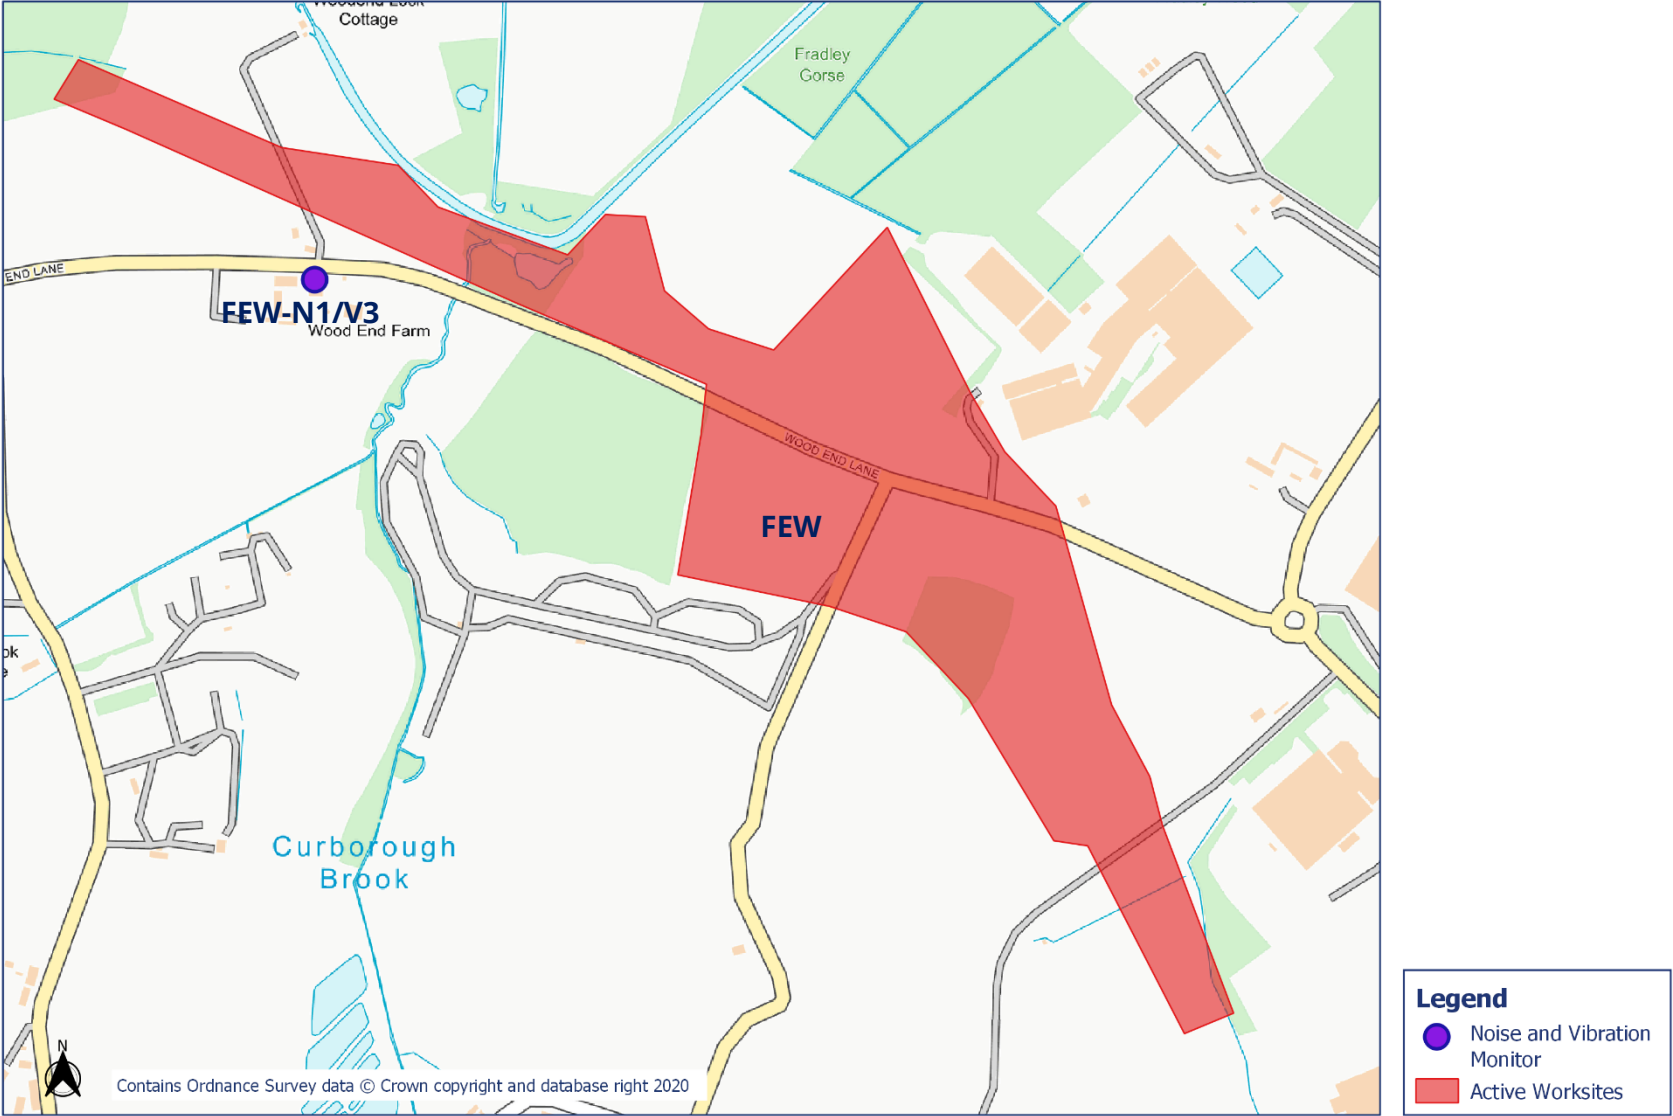 Cottage
Fradley
Gorse
END LANE
FEW-N1/V3
Wood End Farm
WOOD END LANE
FEW
ok
e
Curborough
Brook
N
Contains Ordnance Survey data © Crown copyright and database right 2020
Legend
Noise and Vibration
Monitor
Active Worksites